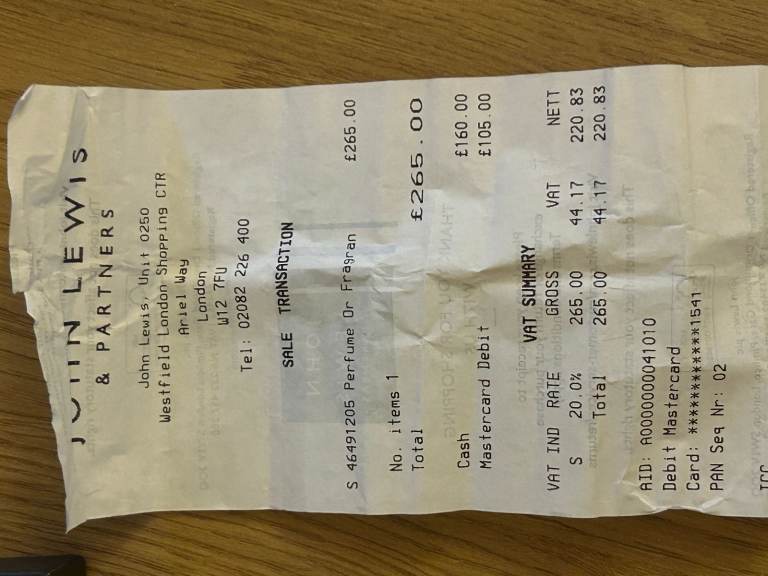 JOHN LEWIS
& PARTNERS
John Lewis, Unit 0250
Westfield London Shopping CTR
Ariel Way
London
W12 7FU
Tel: 02082 226 400
SALE TRANSACTION
S 46491205 Perfume Or Fragran £265.00
No. items 1
Total £265.00
Cash £160.00
Mastercard Debit £105.00
VAT SUMMARY
VAT IND RATE GROSS VAT NETT
S 20.0% 265.00 44.17 220.83
Total 265.00 44.17 220.83
AID: A0000000041010
Debit Mastercard
Card: ************1541
PAN Seq Nr: 02